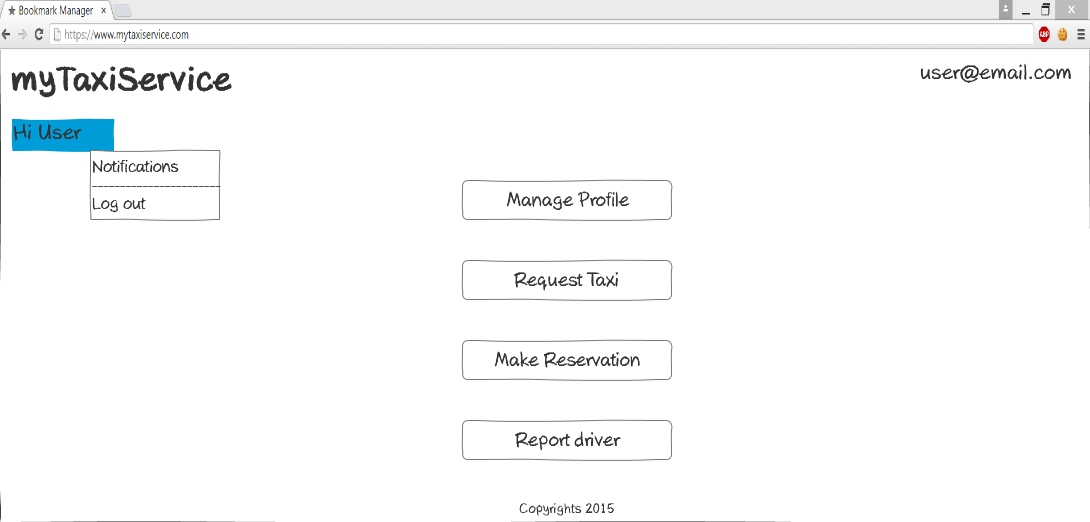 Bookmark Manager
https://www.mytaxiservice.com
ABP
myTaxiService
user@email.com
Hi User
Notifications
Log out
Manage Profile
Request Taxi
Make Reservation
Report driver
Copyrights 2015